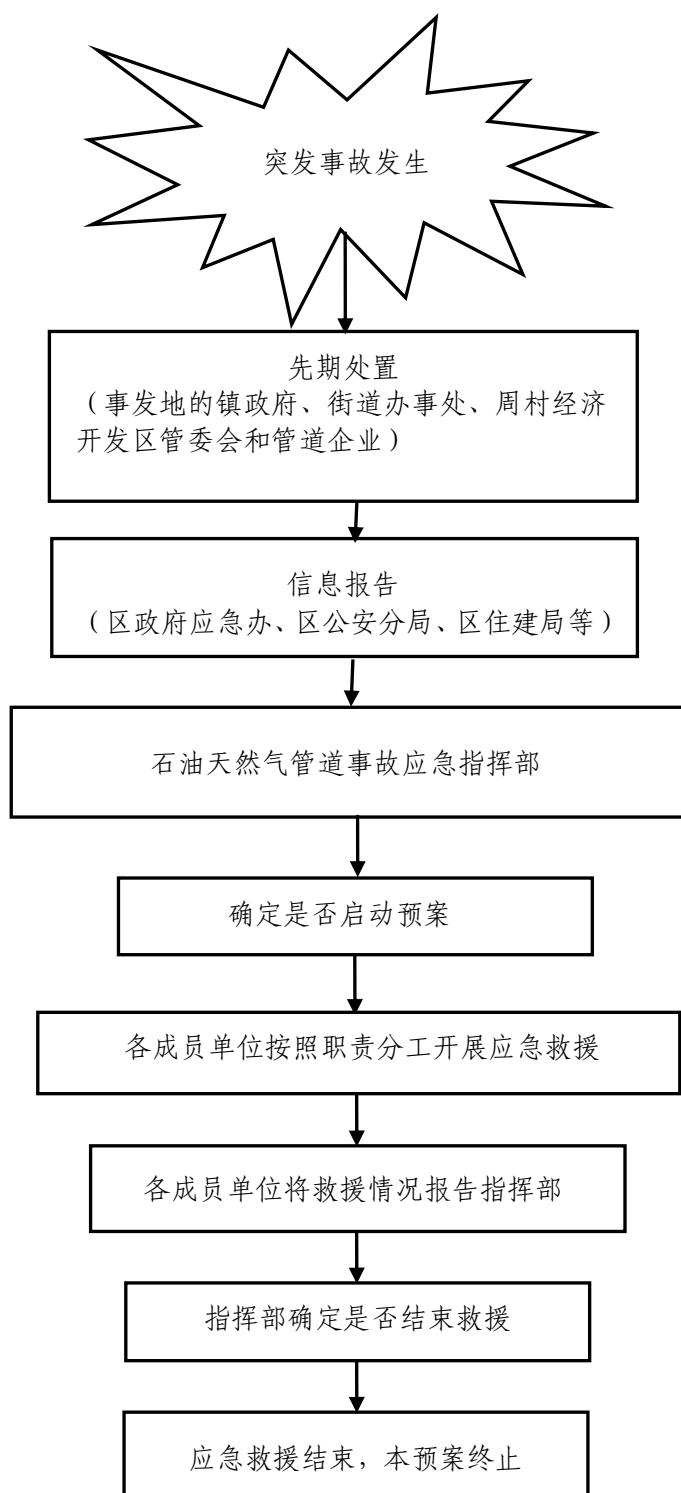 突发事故发生
先期处置
（事发地的镇政府、街道办事处、周村经济
开发区管委会和管道企业）
信息报告
（区政府应急办、区公安分局、区住建局等）
石油天然气管道事故应急指挥部
确定是否启动预案
各成员单位按照职责分工开展应急救援
各成员单位将救援情况报告指挥部
指挥部确定是否结束救援
应急救援结束，本预案终止